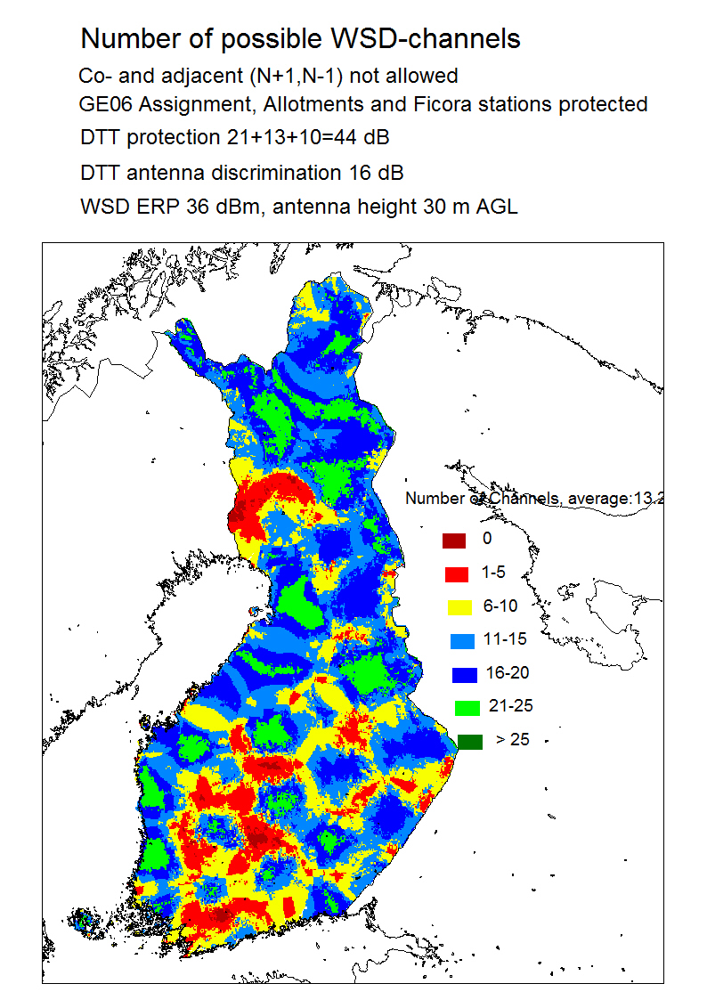 Number of possible WSD-channels
Co- and adjacent (N+1,N-1) not allowed
GE06 Assignment, Allotments and Ficora stations protected
DTT protection 21+13+10=44 dB
DTT antenna discrimination 16 dB
WSD ERP 36 dBm, antenna height 30 m AGL
Number of Channels, average:13.2
0
1-5
6-10
11-15
16-20
21-25
> 25